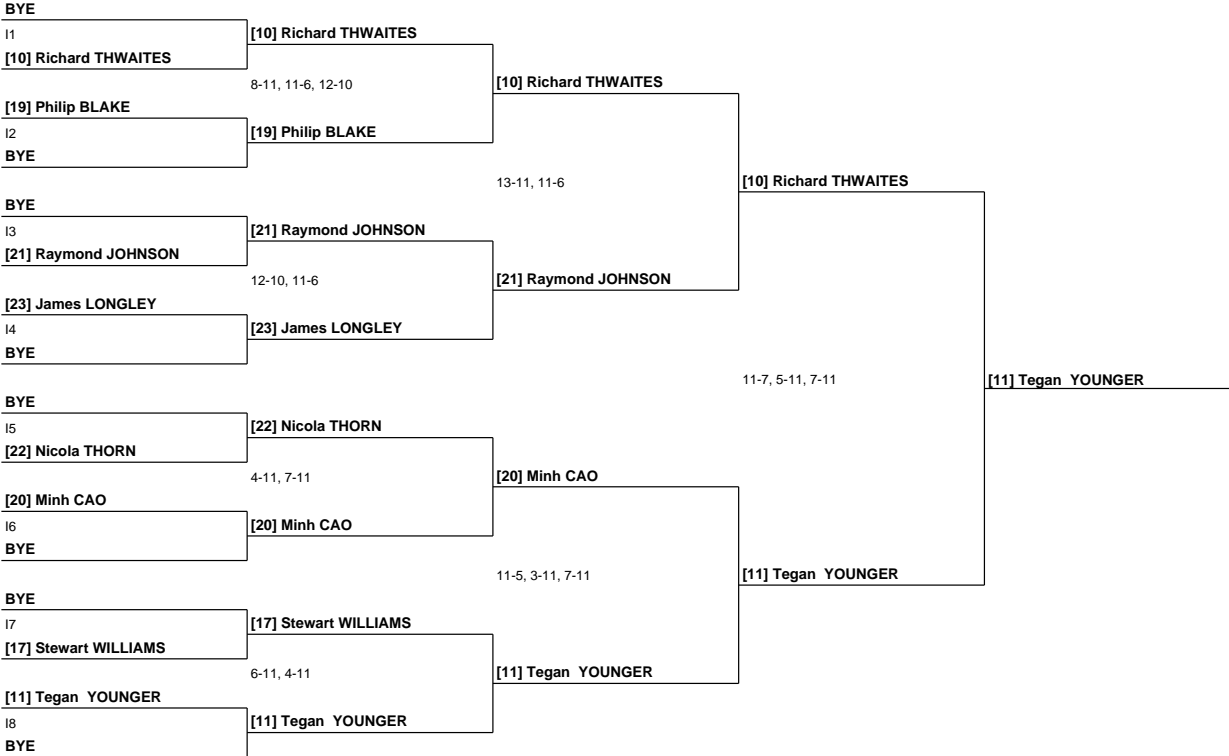 BYE
I1
[10] Richard THWAITES
[10] Richard THWAITES
8-11, 11-6, 12-10
[10] Richard THWAITES
[19] Philip BLAKE
I2
[19] Philip BLAKE
BYE
13-11, 11-6
[10] Richard THWAITES
BYE
I3
[21] Raymond JOHNSON
[21] Raymond JOHNSON
12-10, 11-6
[21] Raymond JOHNSON
[23] James LONGLEY
I4
[23] James LONGLEY
BYE
11-7, 5-11, 7-11
[11] Tegan YOUNGER
BYE
I5
[22] Nicola THORN
[22] Nicola THORN
4-11, 7-11
[20] Minh CAO
[20] Minh CAO
I6
[20] Minh CAO
BYE
11-5, 3-11, 7-11
[11] Tegan YOUNGER
BYE
I7
[17] Stewart WILLIAMS
[17] Stewart WILLIAMS
6-11, 4-11
[11] Tegan YOUNGER
[11] Tegan YOUNGER
I8
[11] Tegan YOUNGER
BYE